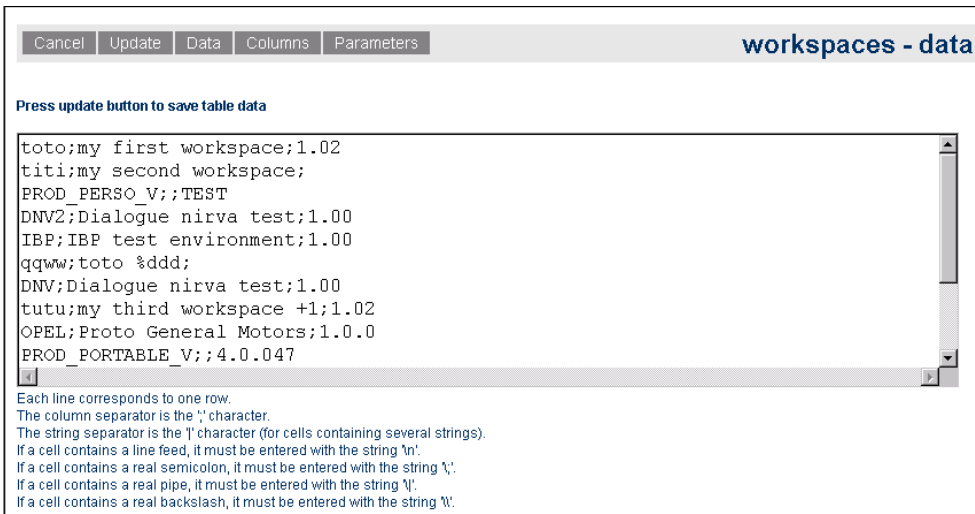 Cancel Update Data Columns Parameters workspaces - data
Press update button to save table data
toto;my first workspace;1.02
titi;my second workspace;
PROD_PERSO_V;;TEST
DNV2;Dialogue nirva test;1.00
IBP;IBP test environment;1.00
qqww;toto %ddd;
DNV;Dialogue nirva test;1.00
tutu;my third workspace +1;1.02
OPEL;Proto General Motors;1.0.0
PROD_PORTABLE_V;;4.0.047
Each line corresponds to one row.
The column separator is the ';' character.
The string separator is the '|' character (for cells containing several strings).
If a cell contains a line feed, it must be entered with the string '\n'.
If a cell contains a real semicolon, it must be entered with the string '\;'.
If a cell contains a real pipe, it must be entered with the string '\|'.
If a cell contains a real backslash, it must be entered with the string '\\'.